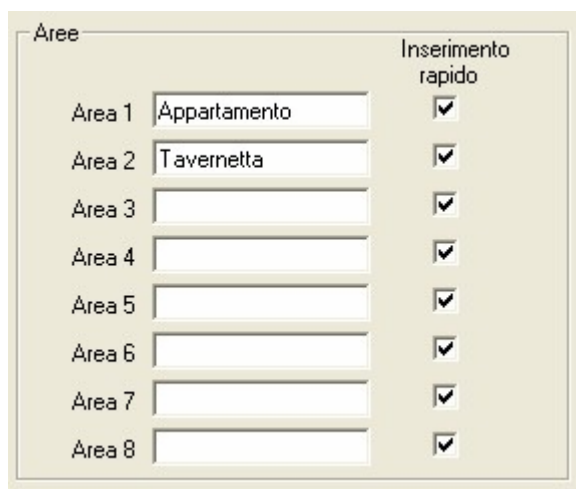 Aree
Inserimento
rapido
Area 1 Appartamento
Area 2 Tavernetta
Area 3
Area 4
Area 5
Area 6
Area 7
Area 8